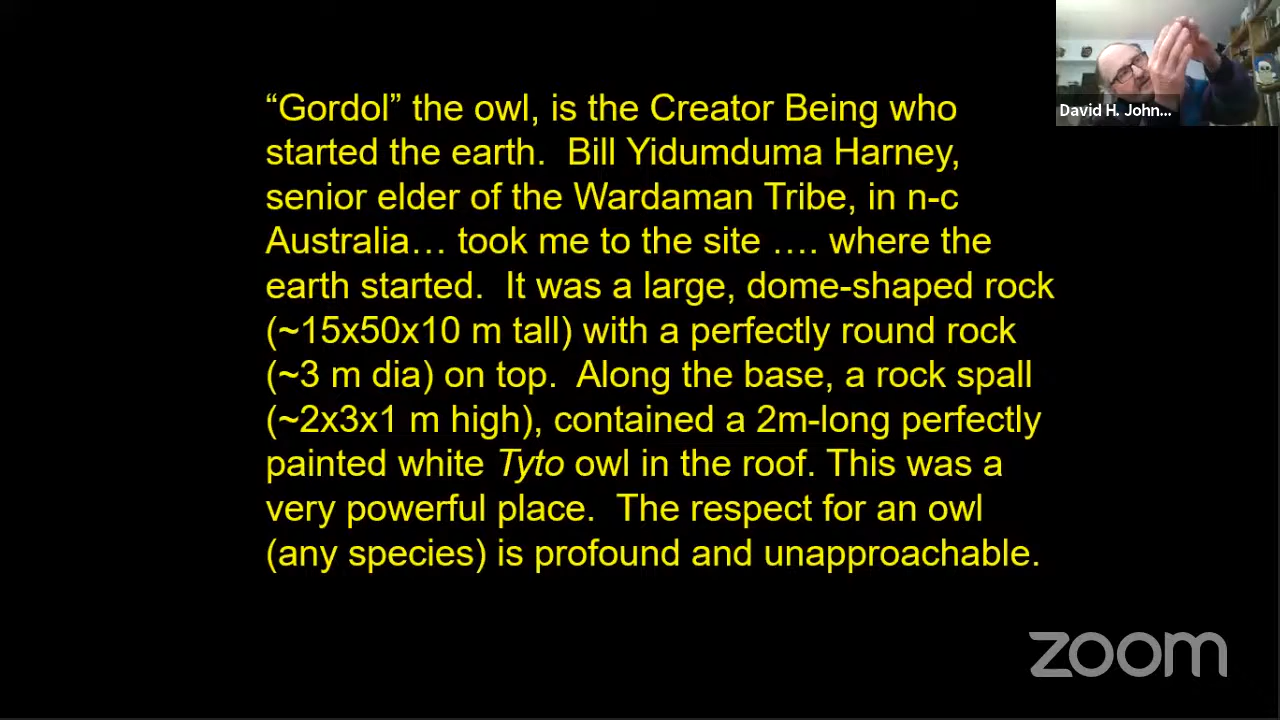 “Gordol” the owl, is the Creator Being who
started the earth.  Bill Yidumduma Harney,
senior elder of the Wardaman Tribe, in n-c
Australia… took me to the site …. where the
earth started.  It was a large, dome-shaped rock
(~15x50x10 m tall) with a perfectly round rock
(~3 m dia) on top.  Along the base, a rock spall
(~2x3x1 m high), contained a 2m-long perfectly
painted white Tyto owl in the roof. This was a
very powerful place.  The respect for an owl
(any species) is profound and unapproachable.
David H. John...
zoom